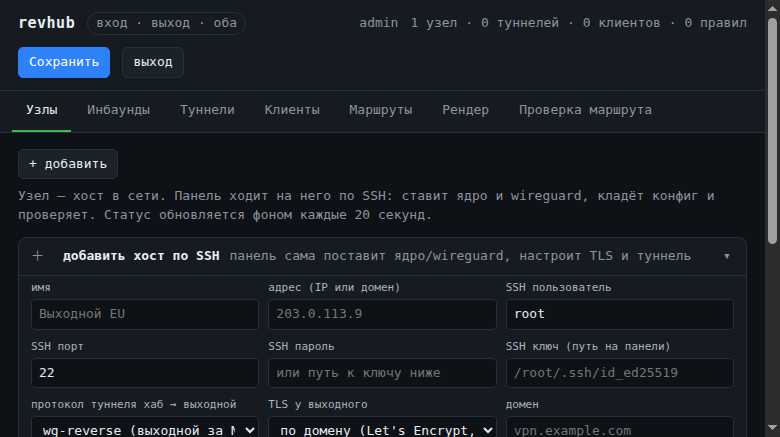 revhub вход · выход · оба admin 1 узел · 0 туннелей · 0 клиентов · 0 правил
Сохранить выход
Узлы Инбаунды Туннели Клиенты Маршруты Рендер Проверка маршрута
+ добавить
Узел — хост в сети. Панель ходит на него по SSH: ставит ядро и wireguard, кладёт конфиг и
проверяет. Статус обновляется фоном каждые 20 секунд.
+ добавить хост по SSH панель сама поставит ядро/wireguard, настроит TLS и туннель ▾
имя адрес (IP или домен) SSH пользователь
Выходной EU 203.0.113.9 root
SSH порт SSH пароль SSH ключ (путь на панели)
22 или путь к ключу ниже /root/.ssh/id_ed25519
протокол туннеля хаб → выходной TLS у выходного домен
wg-reverse (выходной за по домену (Let's Encrypt, vpn.example.com